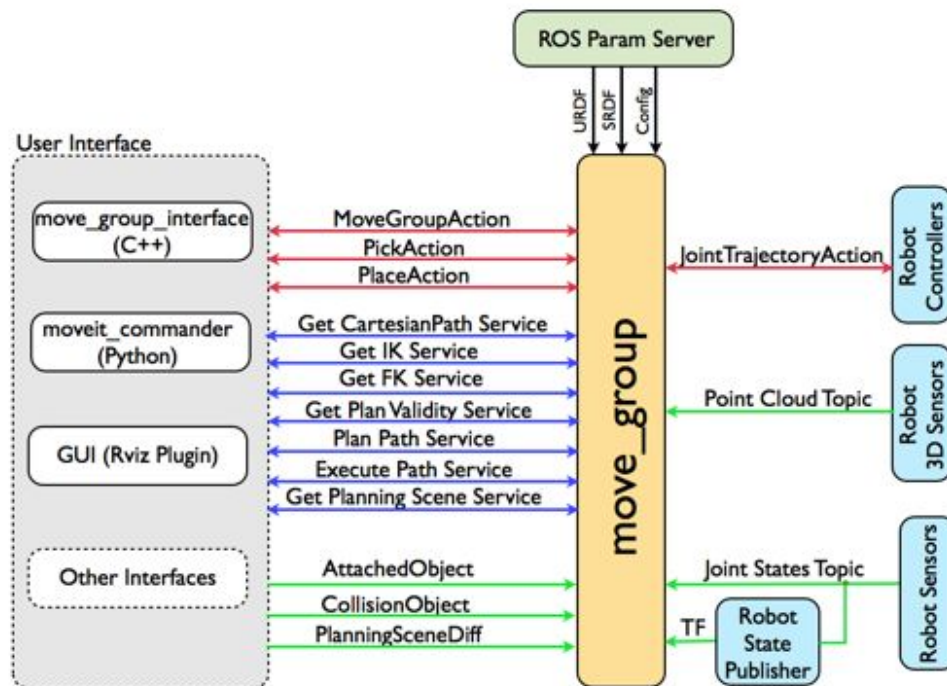 ROS Param Server
URDF
SRDF
Config
User Interface
move_group_interface
(C++)
moveit_commander
(Python)
GUI (Rviz Plugin)
Other Interfaces
MoveGroupAction
PickAction
PlaceAction
Get CartesianPath Service
Get IK Service
Get FK Service
Get Plan Validity Service
Plan Path Service
Execute Path Service
Get Planning Scene Service
AttachedObject
CollisionObject
PlanningSceneDiff
move_group
JointTrajectoryAction
Robot
Controllers
Point Cloud Topic
Robot
3D Sensors
Joint States Topic
Robot Sensors
TF
Robot
State
Publisher